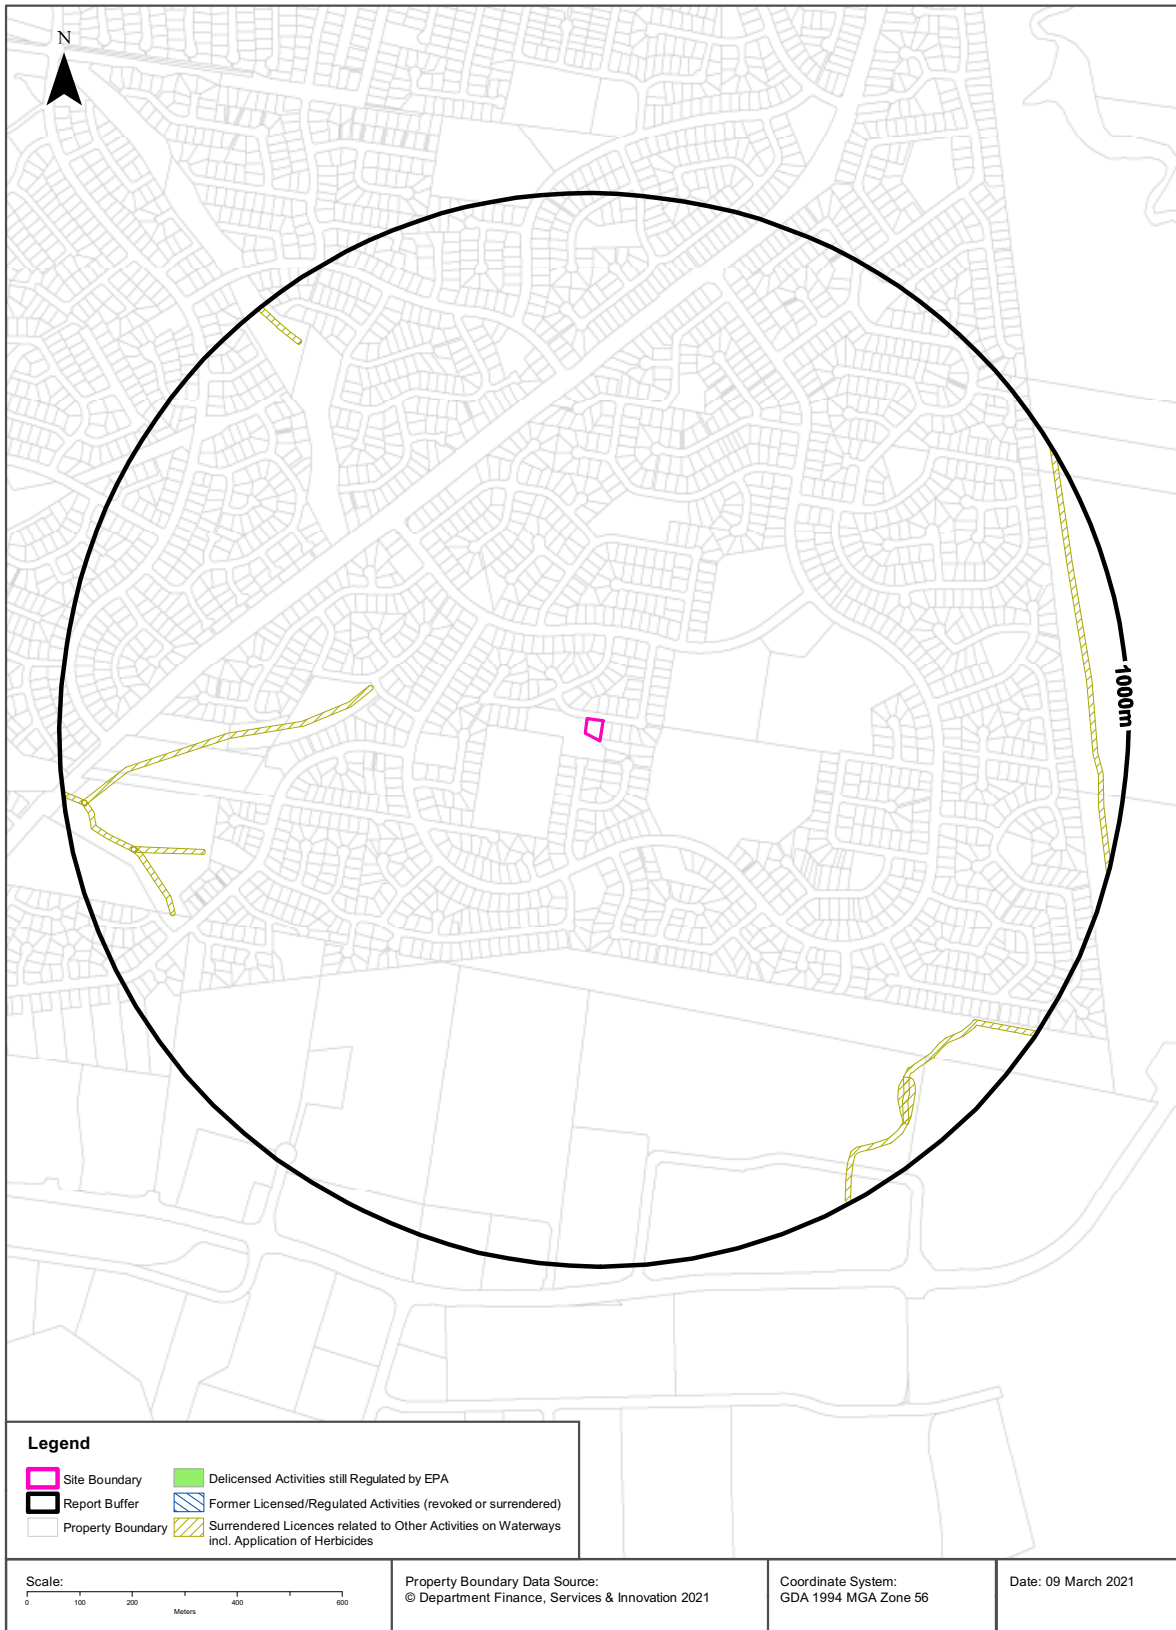 N
1000m
Legend
Site Boundary
Report Buffer
Property Boundary
Delicensed Activities still Regulated by EPA
Former Licensed/Regulated Activities (revoked or surrendered)
Surrendered Licences related to Other Activities on Waterways
incl. Application of Herbicides
Scale:
0 100 200 400 600
Meters
Property Boundary Data Source:
© Department Finance, Services & Innovation 2021
Coordinate System:
GDA 1994 MGA Zone 56
Date: 09 March 2021